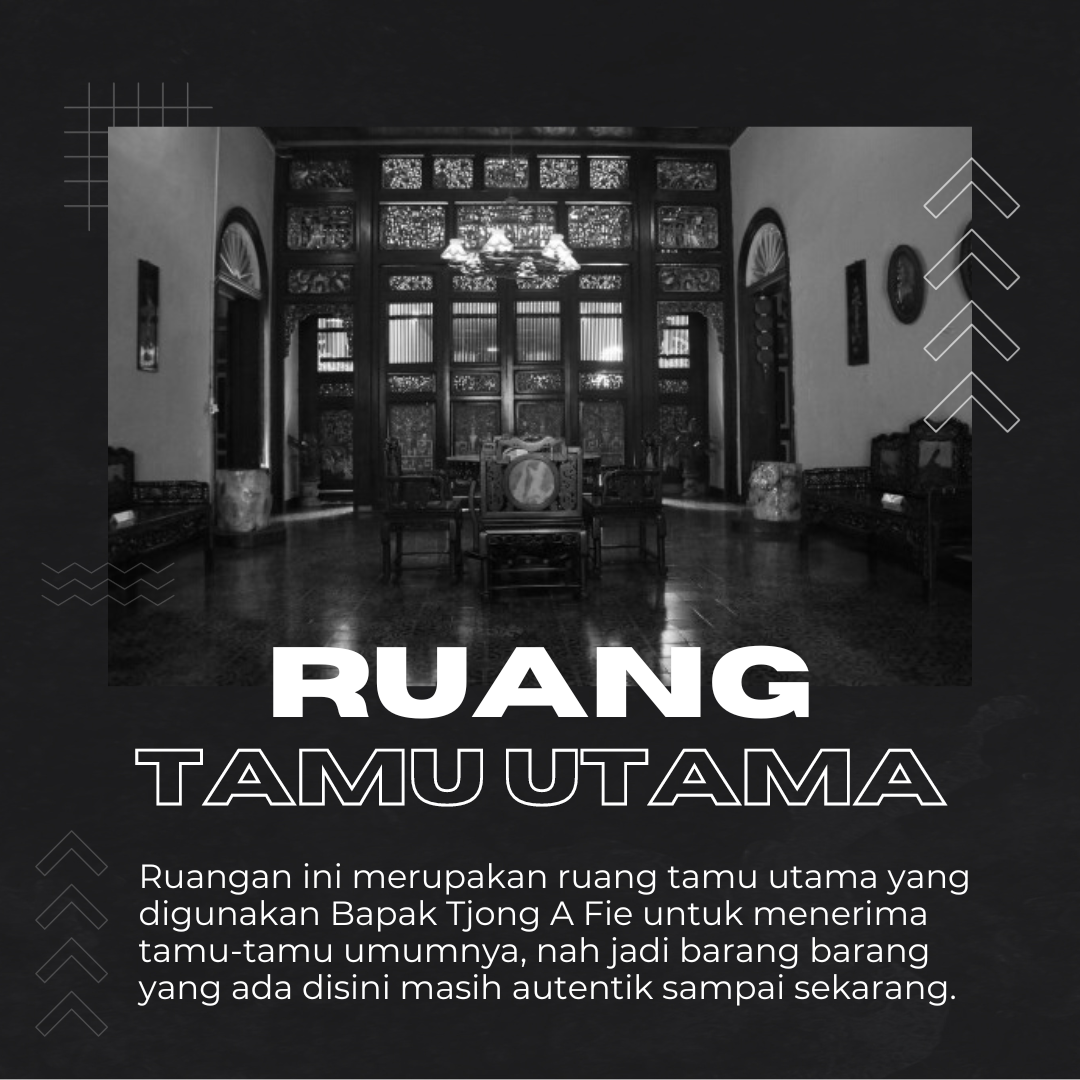 RUANG
TAMU UTAMA
Ruangan ini merupakan ruang tamu utama yang
digunakan Bapak Tjong A Fie untuk menerima
tamu-tamu umumnya, nah jadi barang barang
yang ada disini masih autentik sampai sekarang.